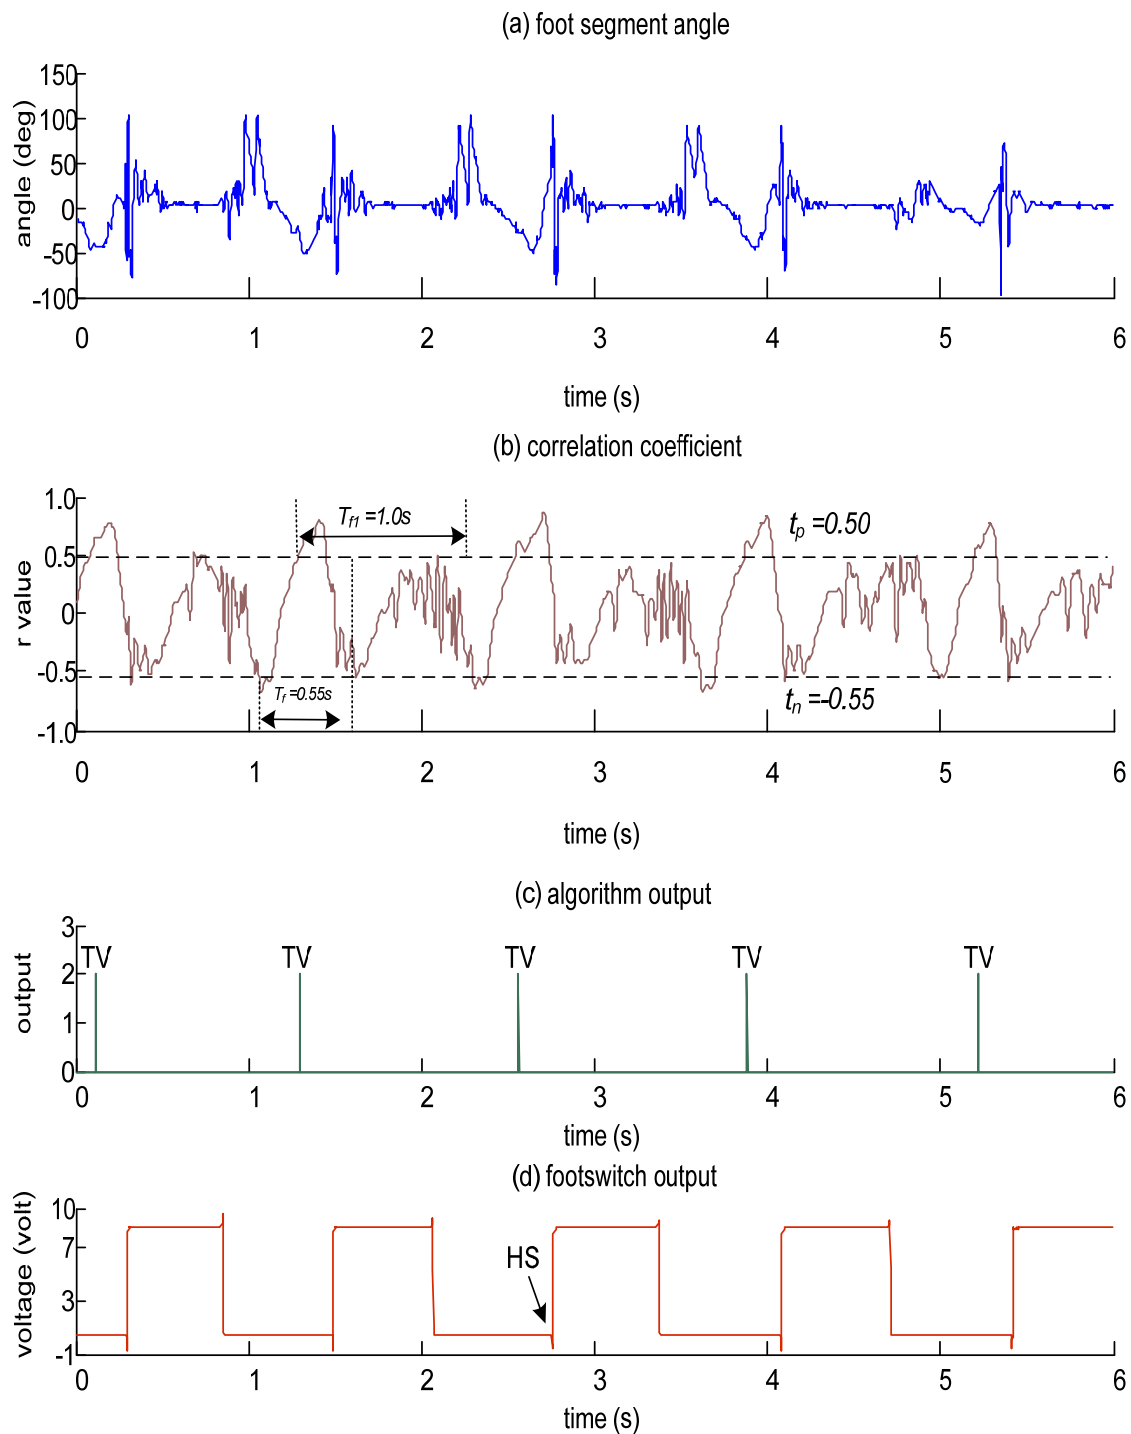 (a) foot segment angle
angle (deg)
150
100
50
0
-50
-100
0 1 2 3 4 5 6
time (s)
(b) correlation coefficient
r value
1.0
0.5
0
-0.5
-1.0
T_f1 =1.0s
t_p =0.50
T_f =0.55s
t_n =-0.55
0 1 2 3 4 5 6
time (s)
(c) algorithm output
output
3
2
1
0
TV TV TV TV TV
0 1 2 3 4 5 6
time (s)
(d) footswitch output
voltage (volt)
10
7
3
-1
HS
0 1 2 3 4 5 6
time (s)